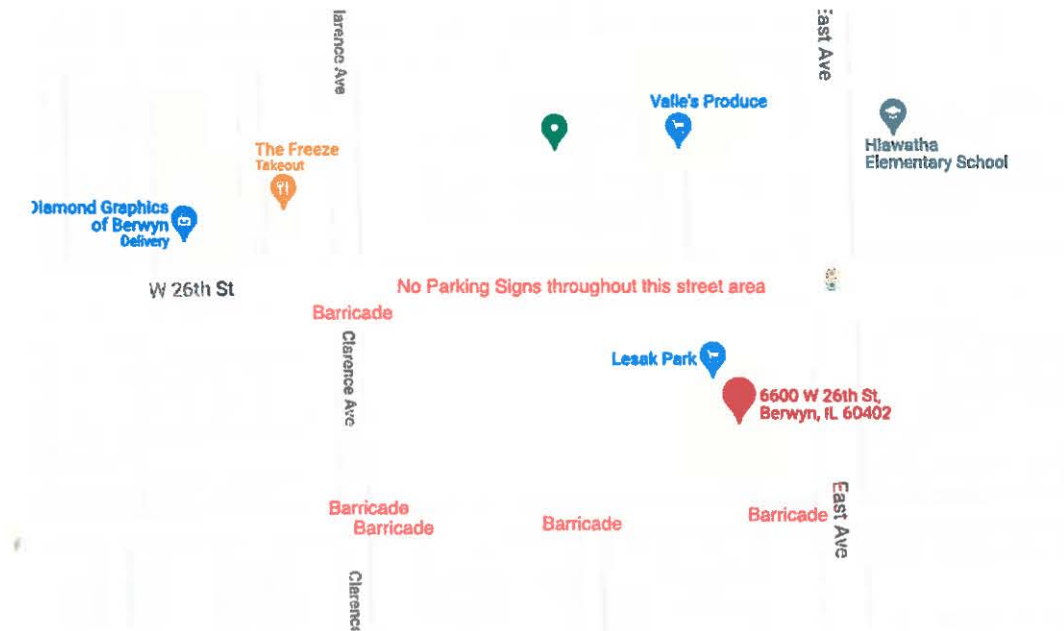 larence Ave
East Ave
Valle's Produce
Hiawatha
Elementary School
The Freeze
Takeout
Diamond Graphics
of Berwyn
Delivery
W 26th St
No Parking Signs throughout this street area
Barricade
Clarence Ave
Lesak Park
6600 W 26th St,
Berwyn, IL 60402
Barricade
Barricade
Barricade
Barricade
East Ave
Clarence